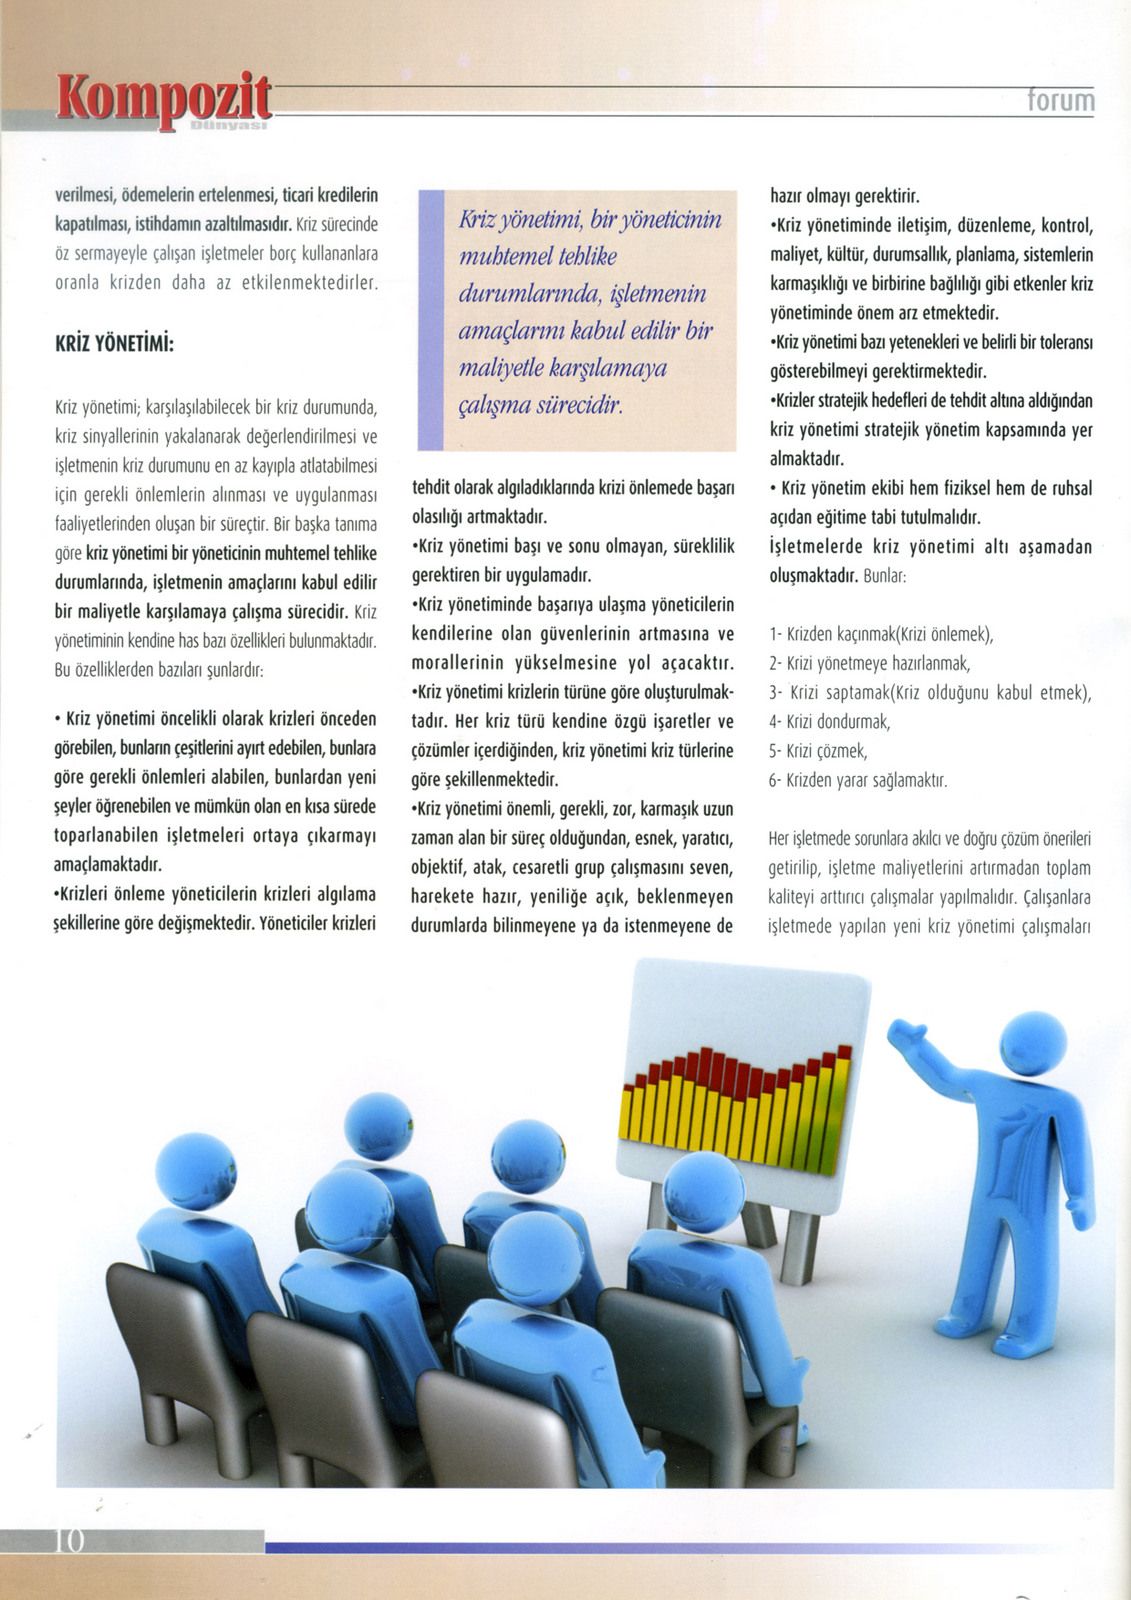 Kompozit
Dünyası
forum
verilmesi, ödemelerin ertelenmesi, ticari kredilerin
kapatılması, istihdamın azaltılmasıdır. Kriz sürecinde
öz sermayeyle çalışan işletmeler borç kullananlara
oranla krizden daha az etkilenmektedirler.
KRİZ YÖNETİMİ:
Kriz yönetimi; karşılaşılabilecek bir kriz durumunda,
kriz sinyallerinin yakalanarak değerlendirilmesi ve
işletmenin kriz durumunu en az kayıpla atlatabilmesi
için gerekli önlemlerin alınması ve uygulanması
faaliyetlerinden oluşan bir süreçtir. Bir başka tanıma
göre kriz yönetimi bir yöneticinin muhtemel tehlike
durumlarında, işletmenin amaçlarını kabul edilir
bir maliyetle karşılamaya çalışma sürecidir. Kriz
yönetiminin kendine has bazı özellikleri bulunmaktadır.
Bu özelliklerden bazıları şunlardır:
• Kriz yönetimi öncelikli olarak krizleri önceden
görebilen, bunların çeşitlerini ayırt edebilen, bunlara
göre gerekli önlemleri alabilen, bunlardan yeni
şeyler öğrenebilen ve mümkün olan en kısa sürede
toparlanabilen işletmeleri ortaya çıkarmayı
amaçlamaktadır.
•Krizleri önleme yöneticilerin krizleri algılama
şekillerine göre değişmektedir. Yöneticiler krizleri
Kriz yönetimi, bir yöneticinin
muhtemel tehlike
durumlarında, işletmenin
amaçlarını kabul edilir bir
maliyetle karşılamaya
çalışma sürecidir.
tehdit olarak algıladıklarında krizi önlemede başarı
olasılığı artmaktadır.
•Kriz yönetimi başı ve sonu olmayan, süreklilik
gerektiren bir uygulamadır.
•Kriz yönetiminde başarıya ulaşma yöneticilerin
kendilerine olan güvenlerinin artmasına ve
morallerinin yükselmesine yol açacaktır.
•Kriz yönetimi krizlerin türüne göre oluşturulmak-
tadır. Her kriz türü kendine özgü işaretler ve
çözümler içerdiğinden, kriz yönetimi kriz türlerine
göre şekillenmektedir.
•Kriz yönetimi önemli, gerekli, zor, karmaşık uzun
zaman alan bir süreç olduğundan, esnek, yaratıcı,
objektif, atak, cesaretli grup çalışmasını seven,
harekete hazır, yeniliğe açık, beklenmeyen
durumlarda bilinmeyene ya da istenmeyene de
hazır olmayı gerektirir.
•Kriz yönetiminde iletişim, düzenleme, kontrol,
maliyet, kültür, durumsallık, planlama, sistemlerin
karmaşıklığı ve birbirine bağlılığı gibi etkenler kriz
yönetiminde önem arz etmektedir.
•Kriz yönetimi bazı yetenekleri ve belirli bir toleransı
gösterebilmeyi gerektirmektedir.
•Krizler stratejik hedefleri de tehdit altına aldığından
kriz yönetimi stratejik yönetim kapsamında yer
almaktadır.
• Kriz yönetim ekibi hem fiziksel hem de ruhsal
açıdan eğitime tabi tutulmalıdır.
İşletmelerde kriz yönetimi altı aşamadan
oluşmaktadır. Bunlar:
1- Krizden kaçınmak(Krizi önlemek),
2- Krizi yönetmeye hazırlanmak,
3- Krizi saptamak(Kriz olduğunu kabul etmek),
4- Krizi dondurmak,
5- Krizi çözmek,
6- Krizden yarar sağlamaktır.
Her işletmede sorunlara akılcı ve doğru çözüm önerileri
getirilip, işletme maliyetlerini artırmadan toplam
kaliteyi arttırıcı çalışmalar yapılmalıdır. Çalışanlara
işletmede yapılan yeni kriz yönetimi çalışmaları
10